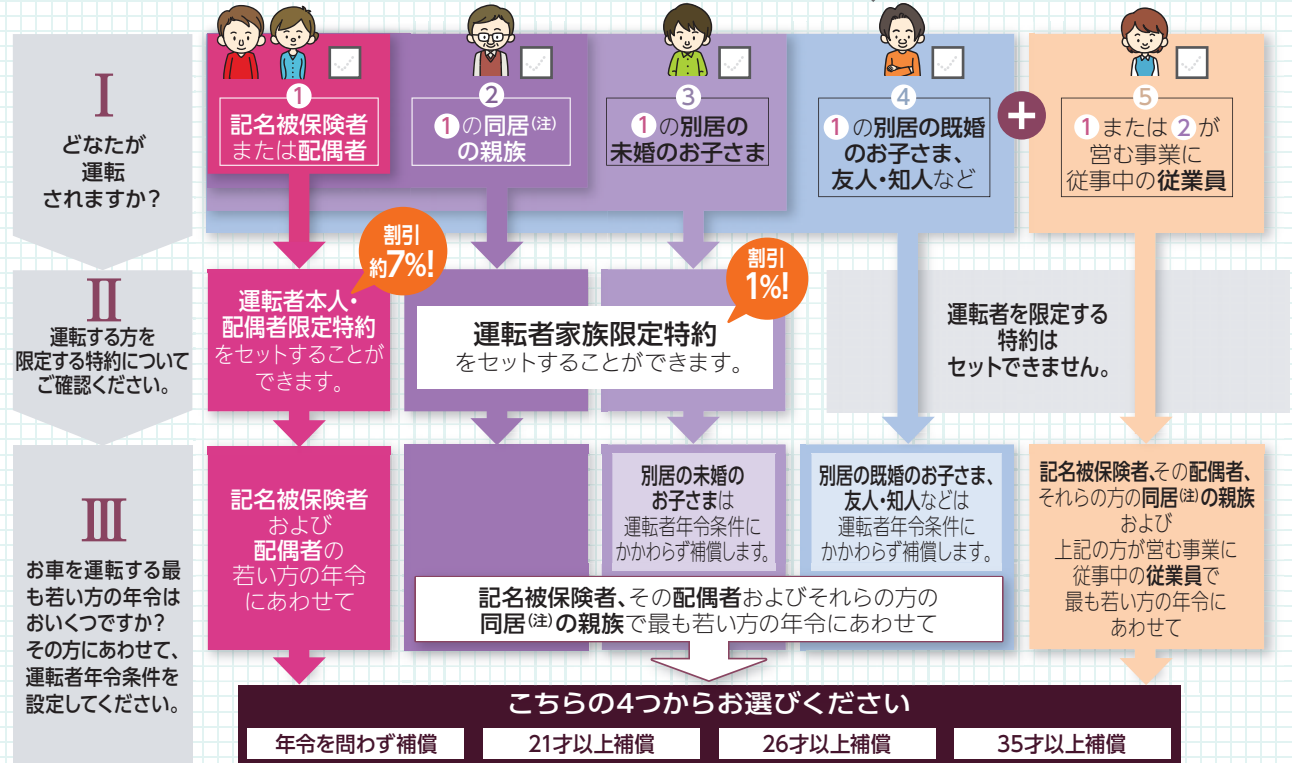 I
どなたが
運転
されますか？
1
記名被保険者
または配偶者
2
1の同居(注)
の親族
3
1の別居の
未婚のお子さま
4
1の別居の既婚
のお子さま、
友人・知人など
+
5
1または2が
営む事業に
従事中の従業員
II
運転する方を
限定する特約について
ご確認ください。
割引
約7%!
運転者本人・
配偶者限定特約
をセットすることが
できます。
割引
1%!
運転者家族限定特約
をセットすることができます。
運転者を限定する
特約は
セットできません。
III
お車を運転する最
も若い方の年令は
おいくつですか？
その方にあわせて、
運転者年令条件を
設定してください。
記名被保険者
および
配偶者の
若い方の年令
にあわせて
別居の未婚の
お子さまは
運転者年令条件に
かかわらず補償します。
別居の既婚のお子さま、
友人・知人などは
運転者年令条件に
かかわらず補償します。
記名被保険者、その配偶者およびそれらの方の
同居(注)の親族で最も若い方の年令にあわせて
記名被保険者、その配偶者、
それらの方の同居(注)の親族
および
上記の方が営む事業に
従事中の従業員で
最も若い方の年令に
あわせて
こちらの4つからお選びください
年令を問わず補償
21才以上補償
26才以上補償
35才以上補償